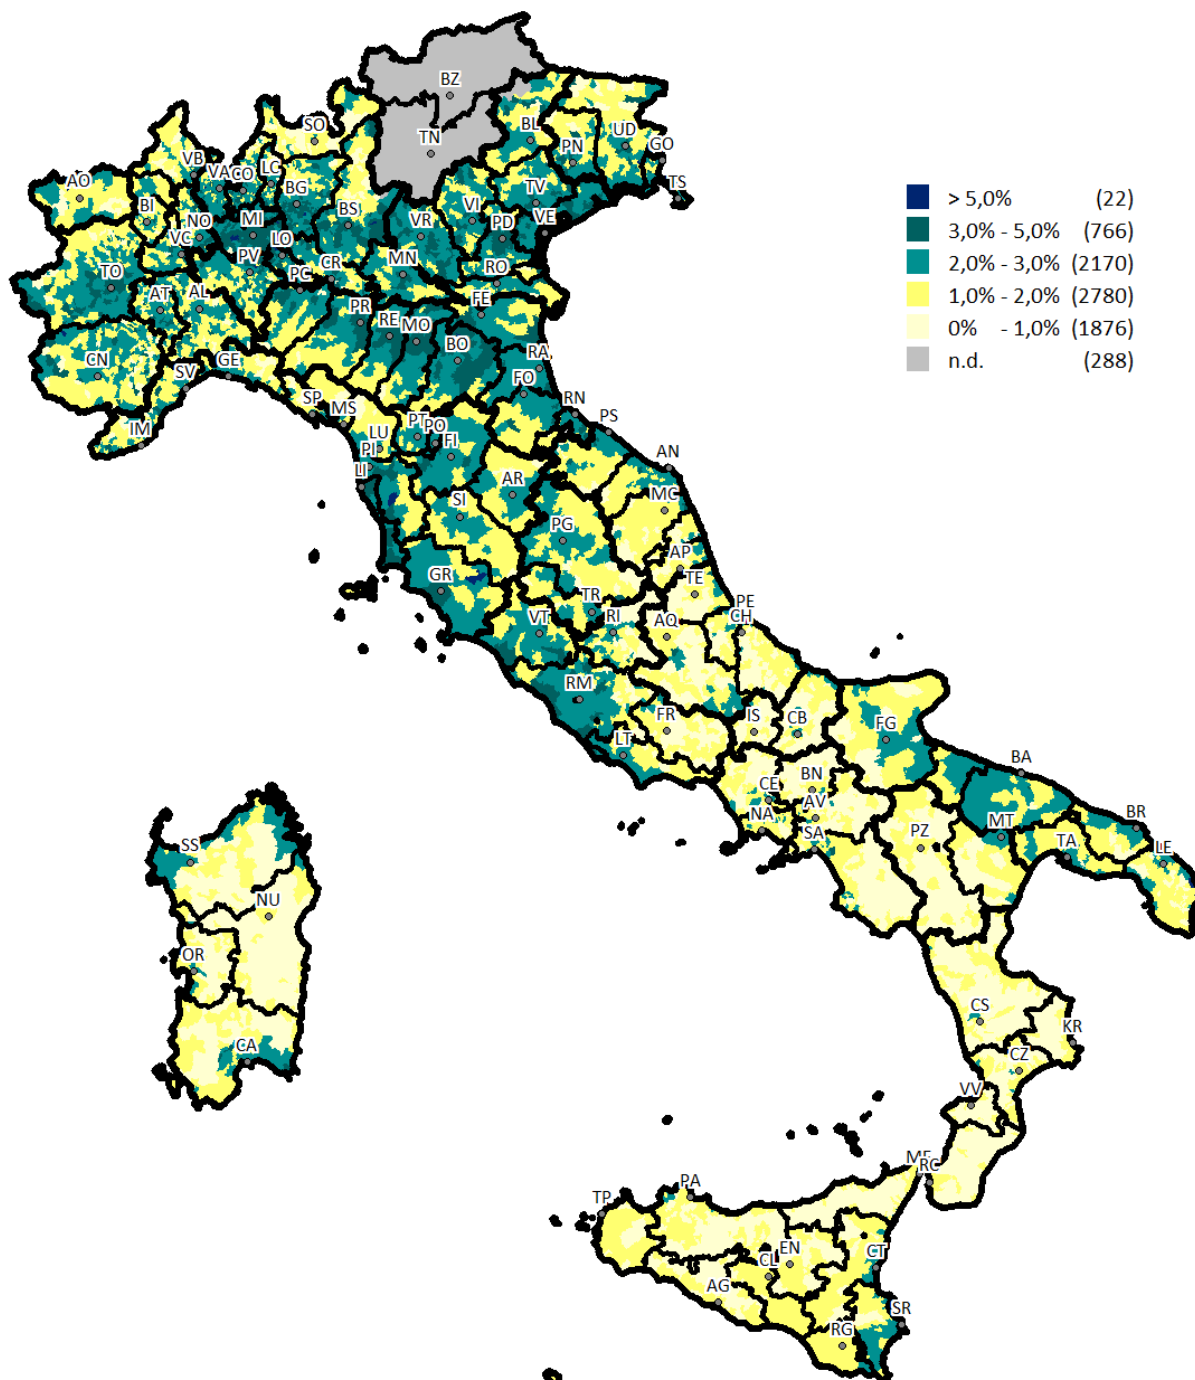 BZ
TN
SO
BL
UD
PN
GO
TS
AO
VB
VA
CO
LC
BG
BI
TV
NO
MI
BS
VR
VI
PD
VE
VC
LO
TO
PV
PC
CR
MN
RO
AT
AL
PR
RE
MO
FE
CN
SV
GE
BO
RA
FO
SP
MS
RN
PS
IM
LU
PT
PO
PI
FI
LI
AR
AN
SI
PG
MC
AP
GR
TE
TR
PE
VT
RI
AQ
CH
RM
FR
IS
CB
FG
LT
BA
CE
BN
NA
AV
SA
PZ
MT
TA
BR
LE
SS
NU
OR
CA
CS
KR
CZ
VV
RC
TP
PA
EN
CT
CL
AG
SR
RG
> 5,0% (22)
3,0% - 5,0% (766)
2,0% - 3,0% (2170)
1,0% - 2,0% (2780)
0% - 1,0% (1876)
n.d. (288)